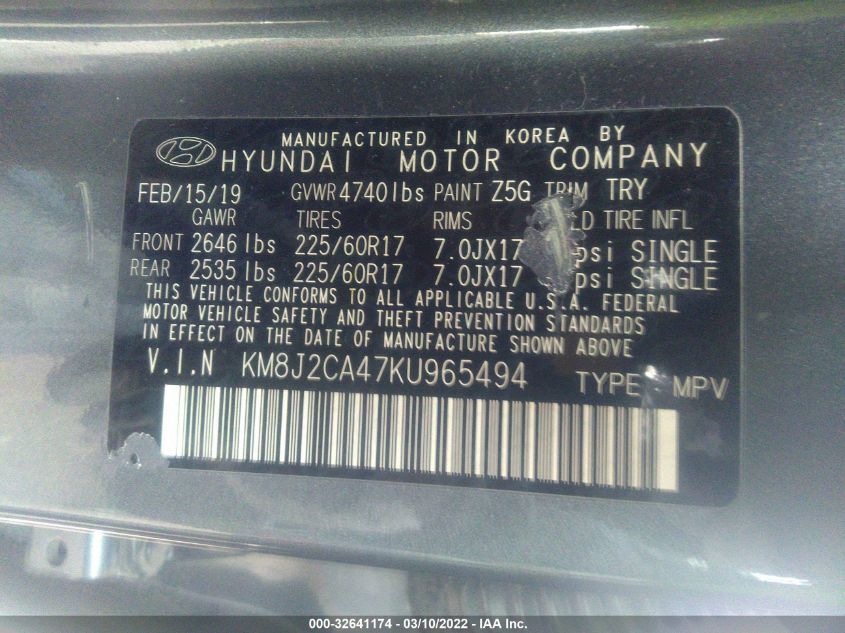 MANUFACTURED IN KOREA BY
HYUNDAI MOTOR COMPANY
FEB/15/19 GVWR 4740lbs PAINT Z5G TRIM TRY
GAWR TIRES RIMS LD TIRE INFL
FRONT 2646 lbs 225/60R17 7.0JX17 psi SINGLE
REAR 2535 lbs 225/60R17 7.0JX17 psi SINGLE
THIS VEHICLE CONFORMS TO ALL APPLICABLE U.S.A. FEDERAL
MOTOR VEHICLE SAFETY AND THEFT PREVENTION STANDARDS
IN EFFECT ON THE DATE OF MANUFACTURE SHOWN ABOVE
V.I.N KM8J2CA47KU965494 TYPE MPV
000-32641174 - 03/10/2022 - © IAA Inc.